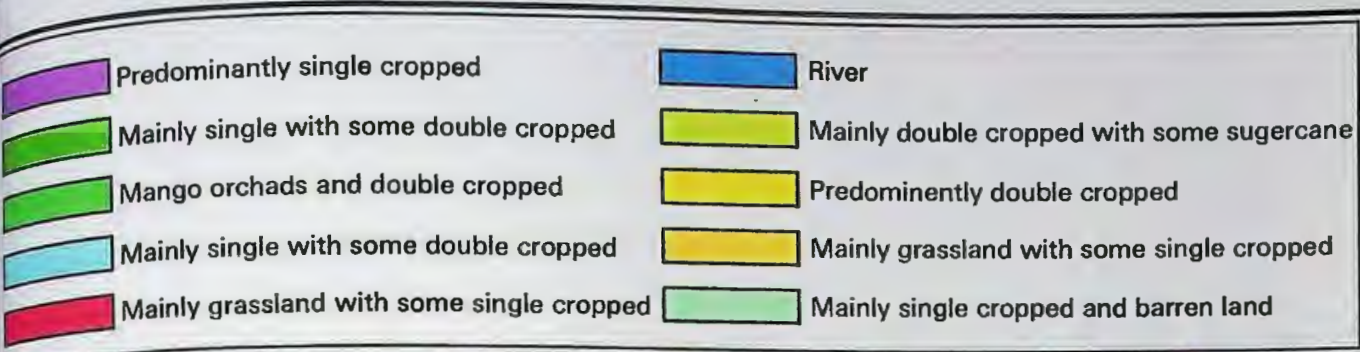 Predominantly single cropped
Mainly single with some double cropped
Mango orchads and double cropped
Mainly single with some double cropped
Mainly grassland with some single cropped
River
Mainly double cropped with some sugercane
Predominently double cropped
Mainly grassland with some single cropped
Mainly single cropped and barren land